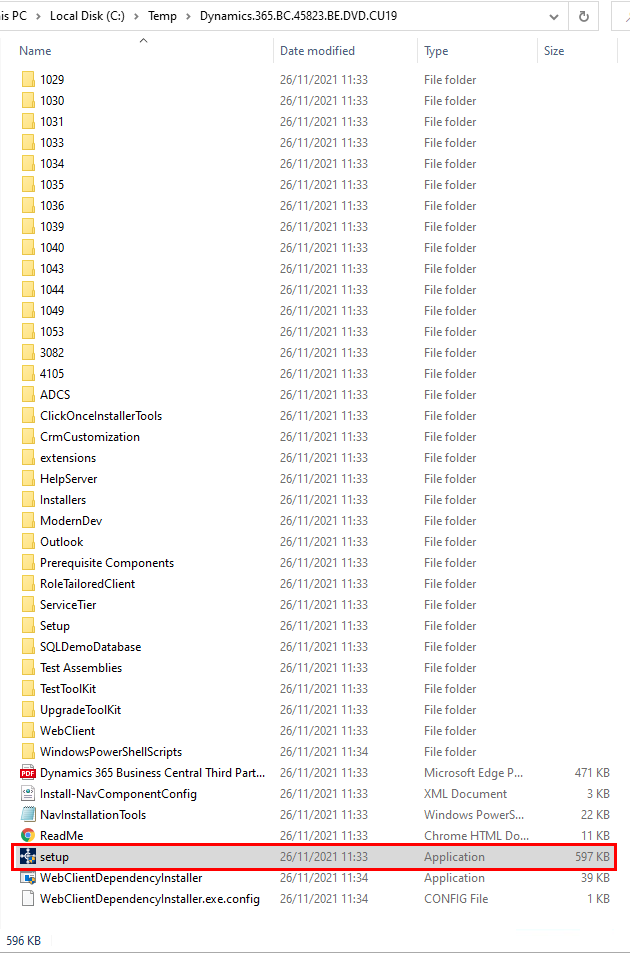 is PC > Local Disk (C:) > Temp > Dynamics.365.BC.45823.BE.DVD.CU19
Name Date modified Type Size
1029 26/11/2021 11:33 File folder
1030 26/11/2021 11:33 File folder
1031 26/11/2021 11:33 File folder
1033 26/11/2021 11:33 File folder
1034 26/11/2021 11:33 File folder
1035 26/11/2021 11:33 File folder
1036 26/11/2021 11:33 File folder
1039 26/11/2021 11:33 File folder
1040 26/11/2021 11:33 File folder
1043 26/11/2021 11:33 File folder
1044 26/11/2021 11:33 File folder
1049 26/11/2021 11:33 File folder
1053 26/11/2021 11:33 File folder
3082 26/11/2021 11:33 File folder
4105 26/11/2021 11:33 File folder
ADCS 26/11/2021 11:33 File folder
ClickOnceInstallerTools 26/11/2021 11:33 File folder
CrmCustomization 26/11/2021 11:33 File folder
extensions 26/11/2021 11:33 File folder
HelpServer 26/11/2021 11:33 File folder
Installers 26/11/2021 11:33 File folder
ModernDev 26/11/2021 11:33 File folder
Outlook 26/11/2021 11:33 File folder
Prerequisite Components 26/11/2021 11:33 File folder
RoleTailoredClient 26/11/2021 11:33 File folder
ServiceTier 26/11/2021 11:33 File folder
Setup 26/11/2021 11:33 File folder
SQLDemoDatabase 26/11/2021 11:33 File folder
Test Assemblies 26/11/2021 11:33 File folder
TestToolKit 26/11/2021 11:33 File folder
UpgradeToolKit 26/11/2021 11:33 File folder
WebClient 26/11/2021 11:33 File folder
WindowsPowerShellScripts 26/11/2021 11:34 File folder
PDF Dynamics 365 Business Central Third Part... 26/11/2021 11:33 Microsoft Edge P... 471 KB
Install-NavComponentConfig 26/11/2021 11:33 XML Document 3 KB
NavInstallationTools 26/11/2021 11:33 Windows PowerS... 22 KB
ReadMe 26/11/2021 11:33 Chrome HTML Do... 11 KB
setup 26/11/2021 11:33 Application 597 KB
WebClientDependencyInstaller 26/11/2021 11:34 Application 39 KB
WebClientDependencyInstaller.exe.config 26/11/2021 11:34 CONFIG File 1 KB
596 KB